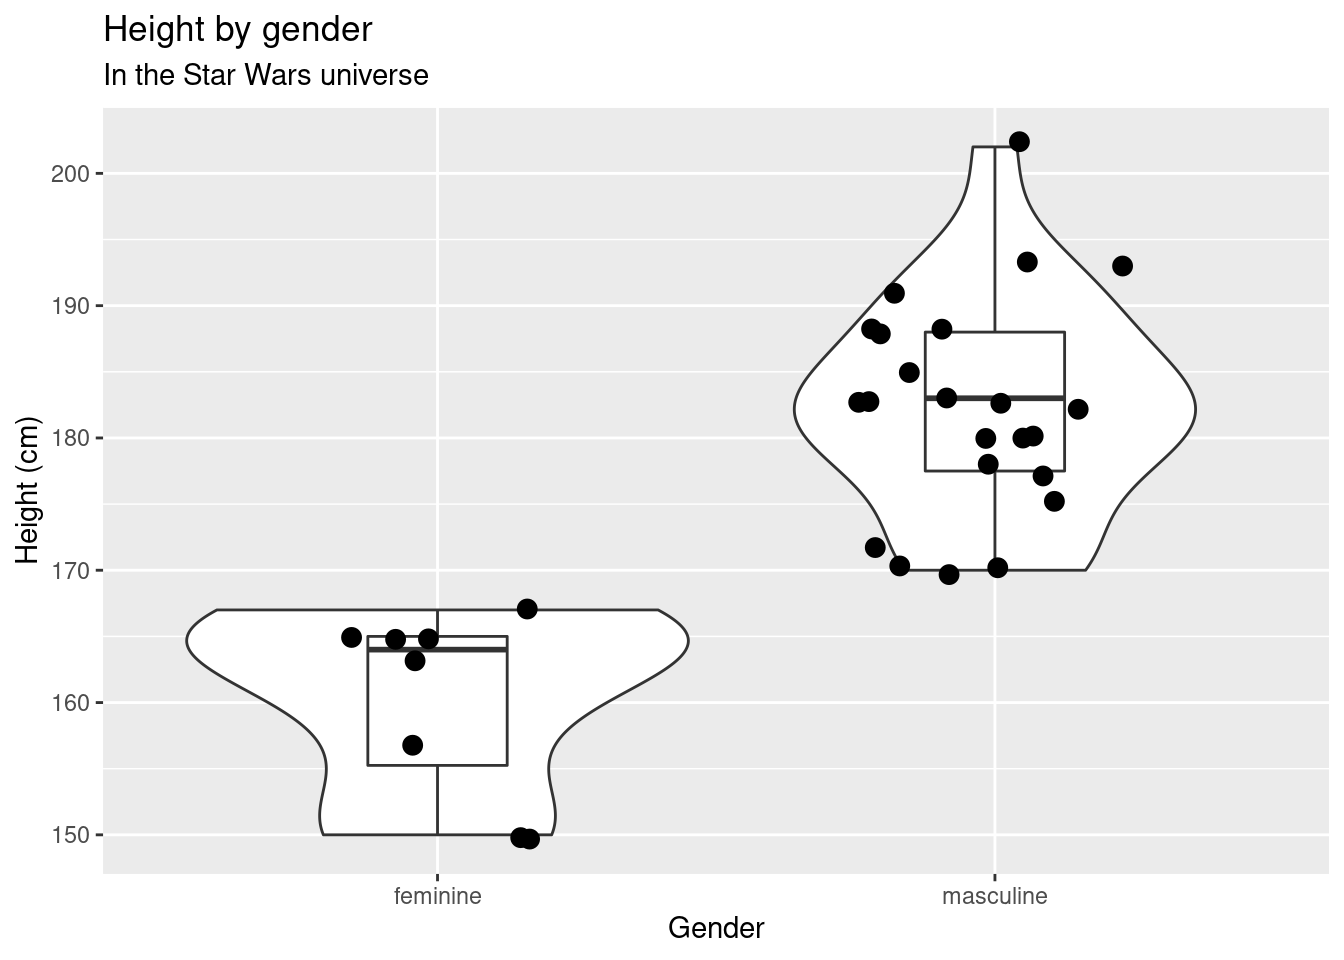 Height by gender
In the Star Wars universe
Height (cm)
200
190
180
170
160
150
feminine
masculine
Gender